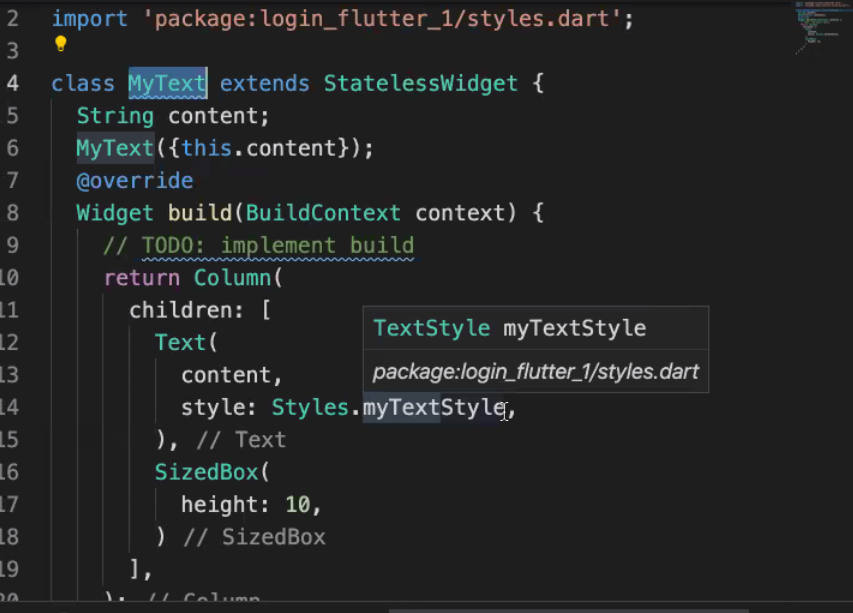 2 import 'package:login_flutter_1/styles.dart';
3
4 class MyText extends StatelessWidget {
5 String content;
6 MyText({this.content});
7 @override
8 Widget build(BuildContext context) {
9 // TODO: implement build
10 return Column(
11 children: [
12 Text(
TextStyle myTextStyle
13 content,
package:login_flutter_1/styles.dart
14 style: Styles.myTextStyle,
15 ), // Text
16 SizedBox(
17 height: 10,
18 ) // SizedBox
19 ],
20 ); // Column